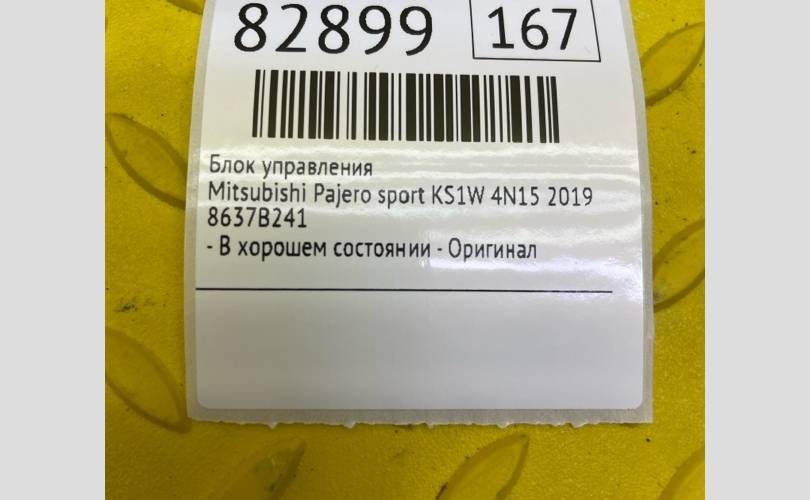 82899
167
Блок управления
Mitsubishi Pajero sport KS1W 4N15 2019
8637B241
- В хорошем состоянии - Оригинал